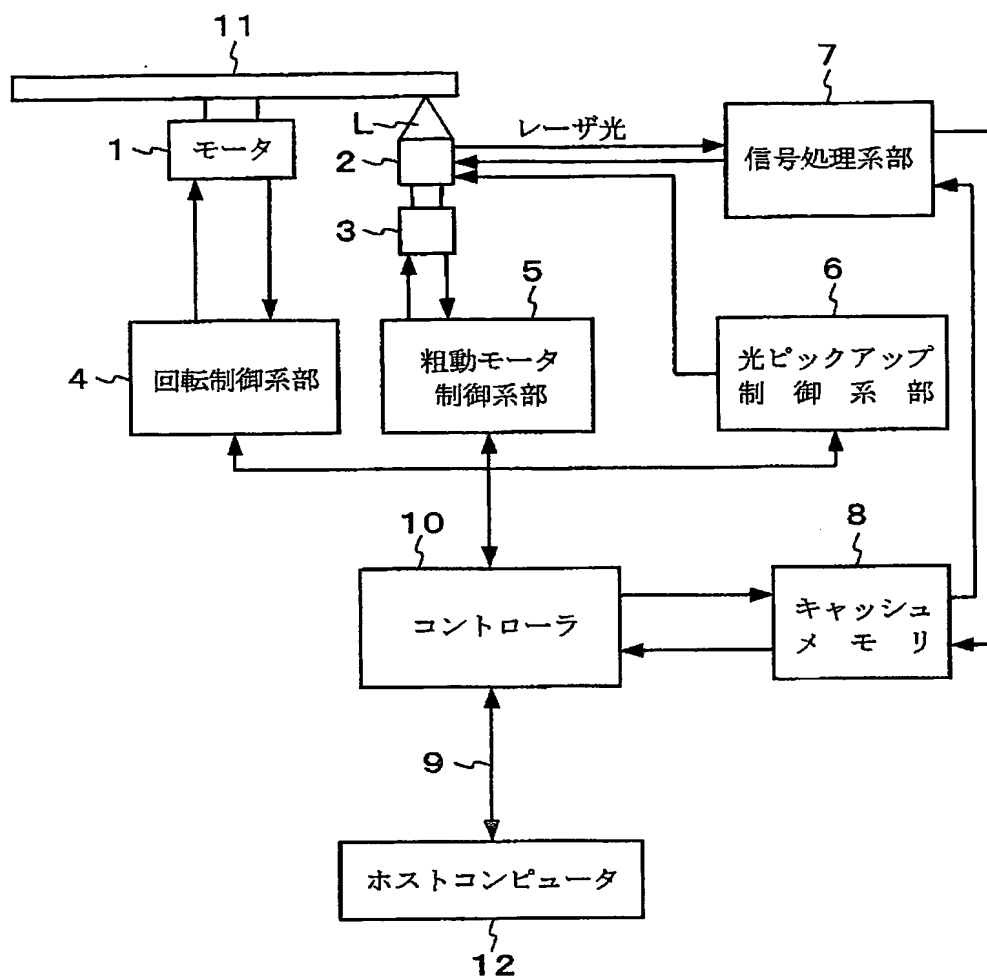 11
7
L
レーザ光
1
モータ
2
信号処理系部
3
5
6
4
回転制御系部
粗動モータ
制御系部
光ピックアップ
制御系部
10
8
コントローラ
キャッシュ
メモリ
9
ホストコンピュータ
12